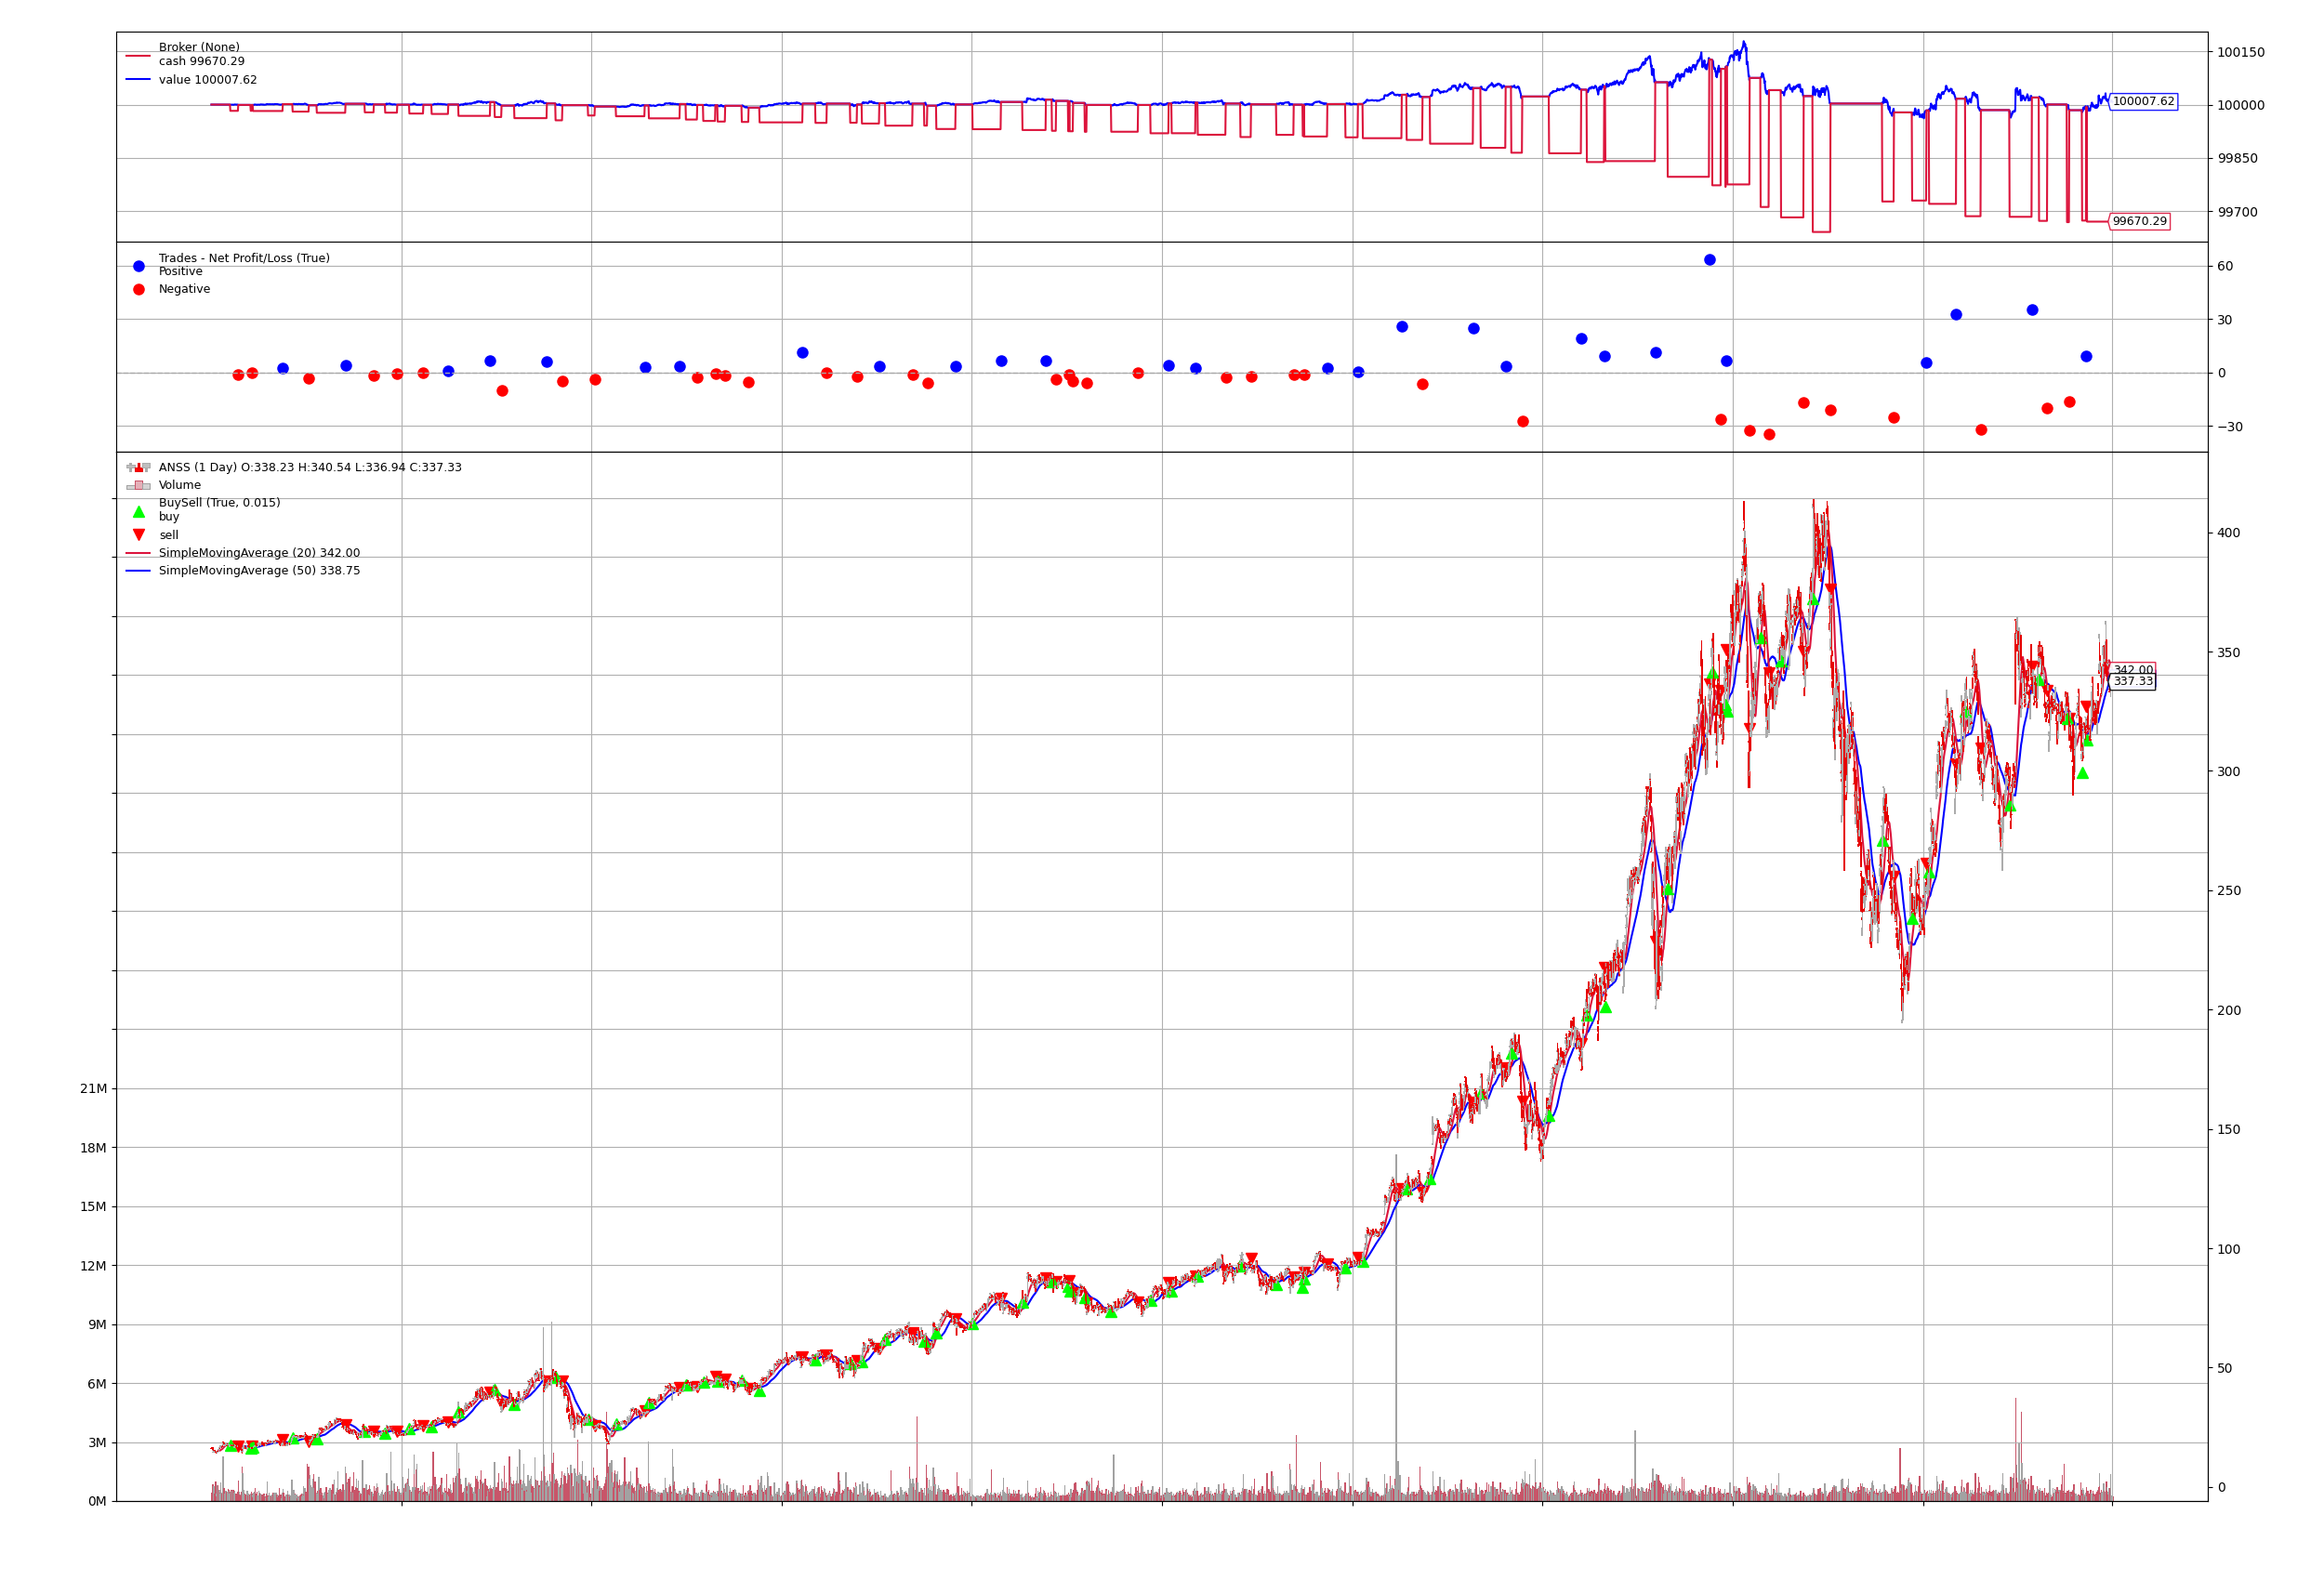 Broker (None)
cash 99670.29
value 100007.62
100150
100000
99850
99700
100007.62
99670.29
Trades - Net Profit/Loss (True)
Positive
Negative
60
30
0
−30
ANSS (1 Day) O:338.23 H:340.54 L:336.94 C:337.33
Volume
BuySell (True, 0.015)
buy
sell
SimpleMovingAverage (20) 342.00
SimpleMovingAverage (50) 338.75
400
350
342.00
337.33
300
250
200
150
100
50
0
21M
18M
15M
12M
9M
6M
3M
0M